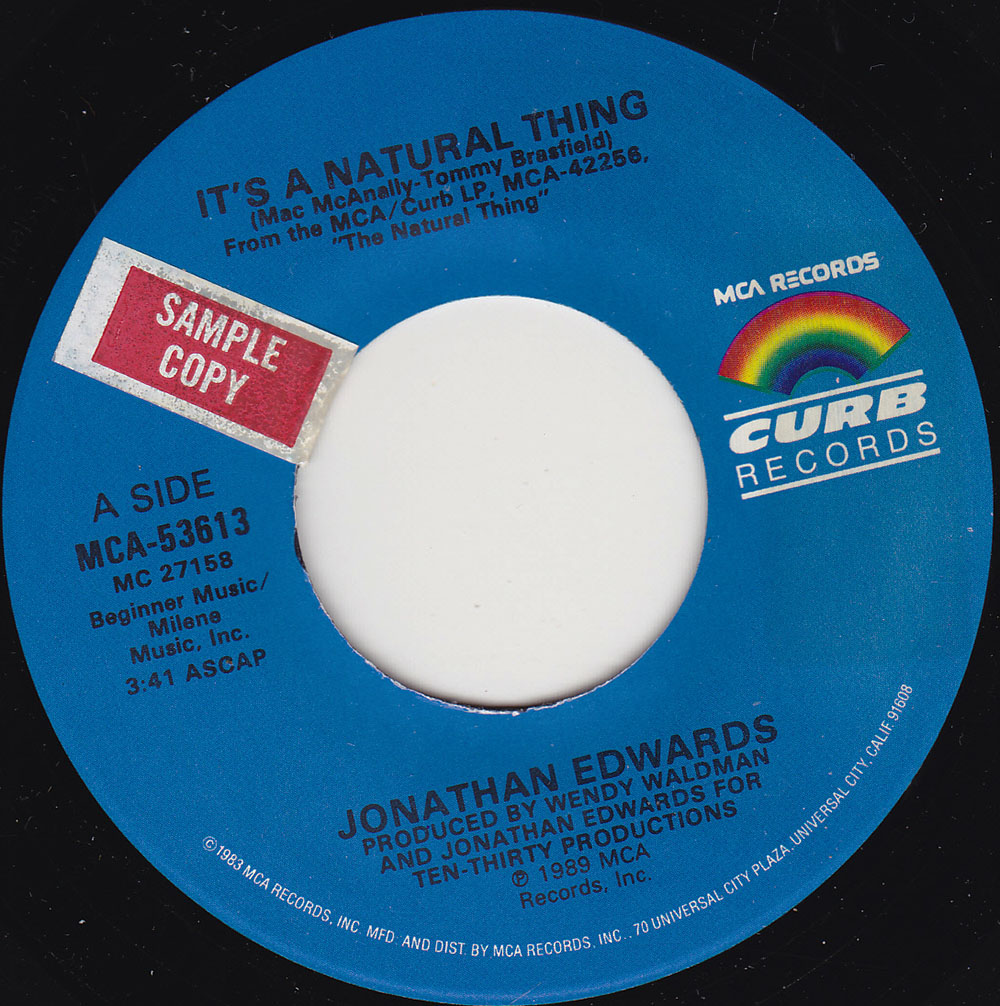 IT'S A NATURAL THING
(Mac McAnally-Tommy Brasfield)
From the MCA/Curb LP, MCA-42256,
"The Natural Thing"
SAMPLE
COPY
MCA RECORDS
CURB
RECORDS
A SIDE
MCA-53613
MC 27158
Beginner Music/
Milene
Music, Inc.
3:41 ASCAP
JONATHAN EDWARDS
PRODUCED BY WENDY WALDMAN
AND JONATHAN EDWARDS FOR
TEN-THIRTY PRODUCTIONS
℗ 1989 MCA
Records, Inc.
©1983 MCA RECORDS, INC. MFD. AND DIST. BY MCA RECORDS, INC., 70 UNIVERSAL CITY PLAZA, UNIVERSAL CITY, CALIF. 91608